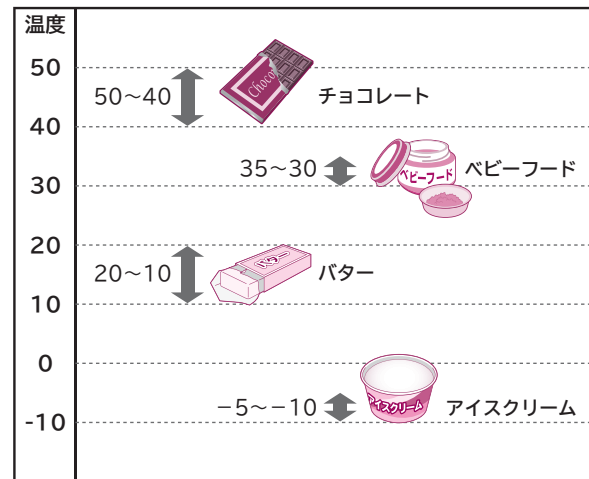 温度
50
Choco
50～40
チョコレート
40
35～30
ベビーフード
ベビーフード
30
20
20～10
バター
バター
10
0
－5～－10
アイスクリーム
アイスクリーム
-10